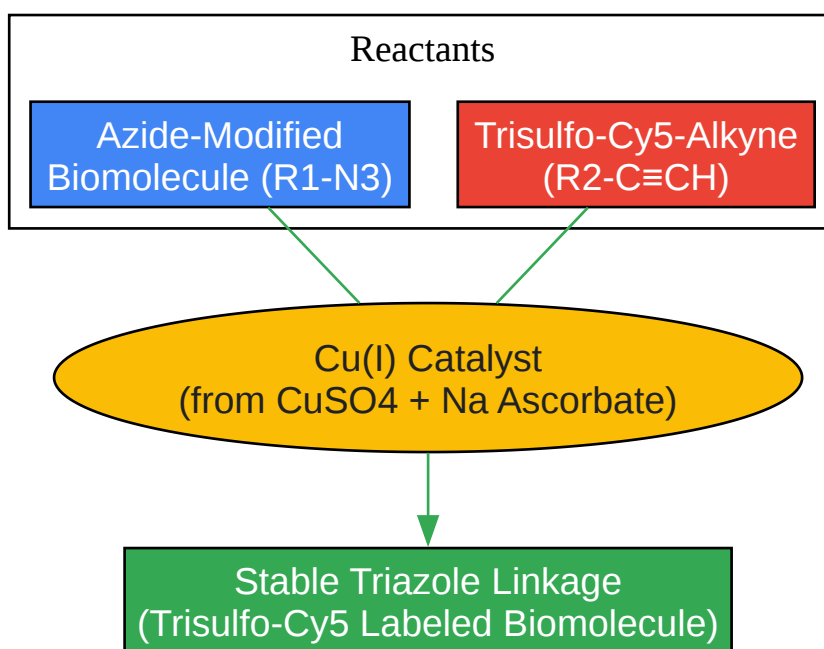 Reactants
Azide-Modified
Biomolecule (R1-N3)
Trisulfo-Cy5-Alkyne
(R2-C≡CH)
Cu(I) Catalyst
(from CuSO4 + Na Ascorbate)
Stable Triazole Linkage
(Trisulfo-Cy5 Labeled Biomolecule)